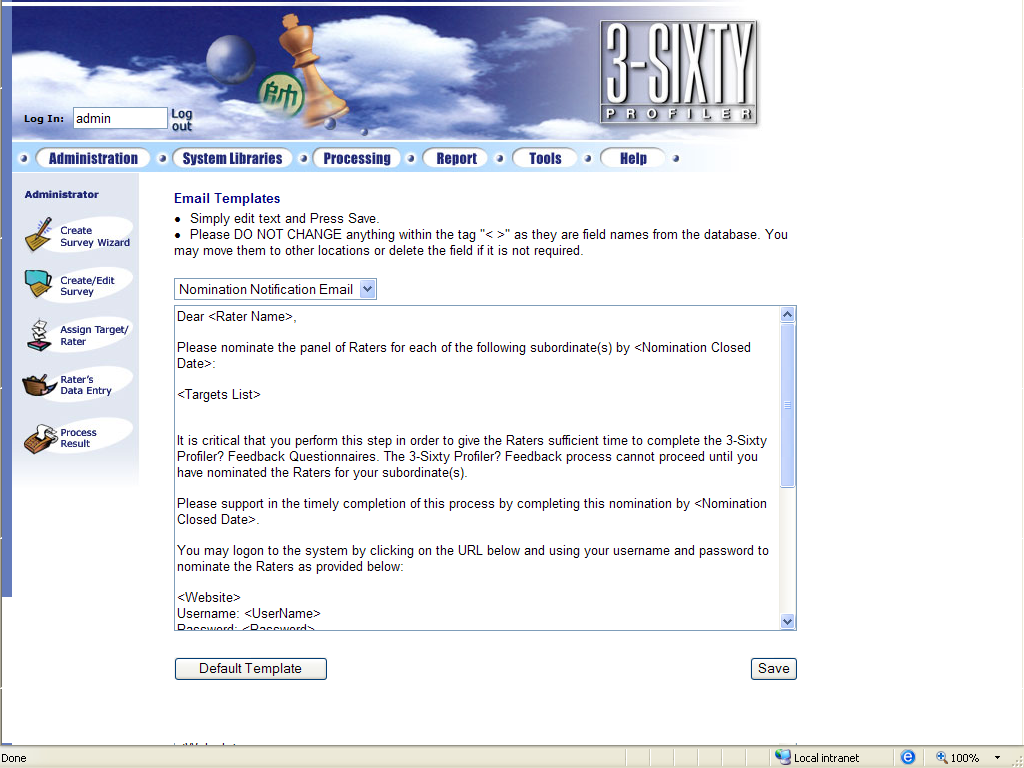 3-SIXTY
PROFILER
Log In: admin Log
out
帥
Administration System Libraries Processing Report Tools Help
Administrator
Create
Survey Wizard
Create/Edit
Survey
Assign Target/
Rater
Rater's
Data Entry
Process
Result
Email Templates
• Simply edit text and Press Save.
• Please DO NOT CHANGE anything within the tag "< >" as they are field names from the database. You
may move them to other locations or delete the field if it is not required.
Nomination Notification Email
Dear <Rater Name>,
Please nominate the panel of Raters for each of the following subordinate(s) by <Nomination Closed
Date>:
<Targets List>
It is critical that you perform this step in order to give the Raters sufficient time to complete the 3-Sixty
Profiler? Feedback Questionnaires. The 3-Sixty Profiler? Feedback process cannot proceed until you
have nominated the Raters for your subordinate(s).
Please support in the timely completion of this process by completing this nomination by <Nomination
Closed Date>.
You may logon to the system by clicking on the URL below and using your username and password to
nominate the Raters as provided below:
<Website>
Username: <UserName>
Password: <Password>
Default Template Save
Done Local intranet 100%